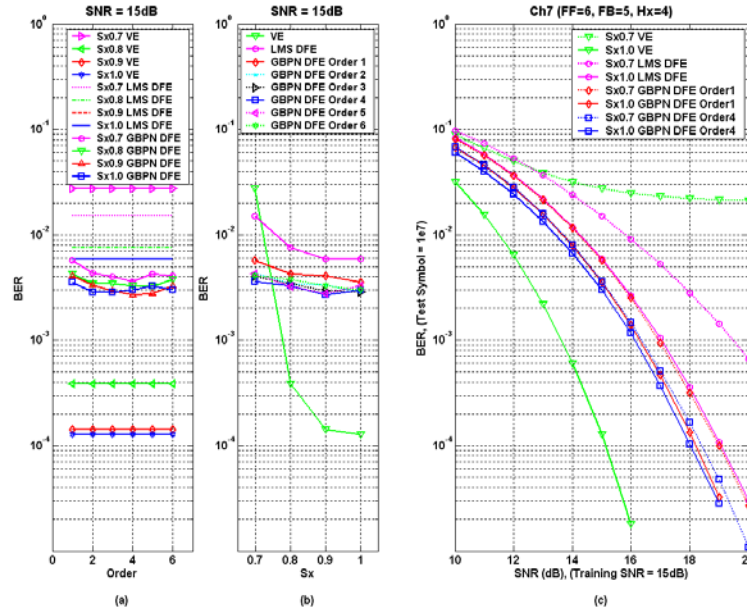 SNR = 15dB
Sx0.7 VE
Sx0.8 VE
Sx0.9 VE
Sx1.0 VE
Sx0.7 LMS DFE
Sx0.8 LMS DFE
Sx0.9 LMS DFE
Sx1.0 LMS DFE
Sx0.7 GBPN DFE
Sx0.8 GBPN DFE
Sx0.9 GBPN DFE
Sx1.0 GBPN DFE
BER
10^0
10^-1
10^-2
10^-3
10^-4
0 2 4 6
Order
(a)
SNR = 15dB
VE
LMS DFE
GBPN DFE Order 1
GBPN DFE Order 2
GBPN DFE Order 3
GBPN DFE Order 4
GBPN DFE Order 5
GBPN DFE Order 6
BER
10^0
10^-1
10^-2
10^-3
10^-4
0.7 0.8 0.9 1
Sx
(b)
Ch7 (FF=6, FB=5, Hx=4)
Sx0.7 VE
Sx1.0 VE
Sx0.7 LMS DFE
Sx1.0 LMS DFE
Sx0.7 GBPN DFE Order1
Sx1.0 GBPN DFE Order1
Sx0.7 GBPN DFE Order4
Sx1.0 GBPN DFE Order4
BER, (Test Symbol = 1e7)
10^0
10^-1
10^-2
10^-3
10^-4
10 12 14 16 18
SNR (dB), (Training SNR = 15dB)
(c)